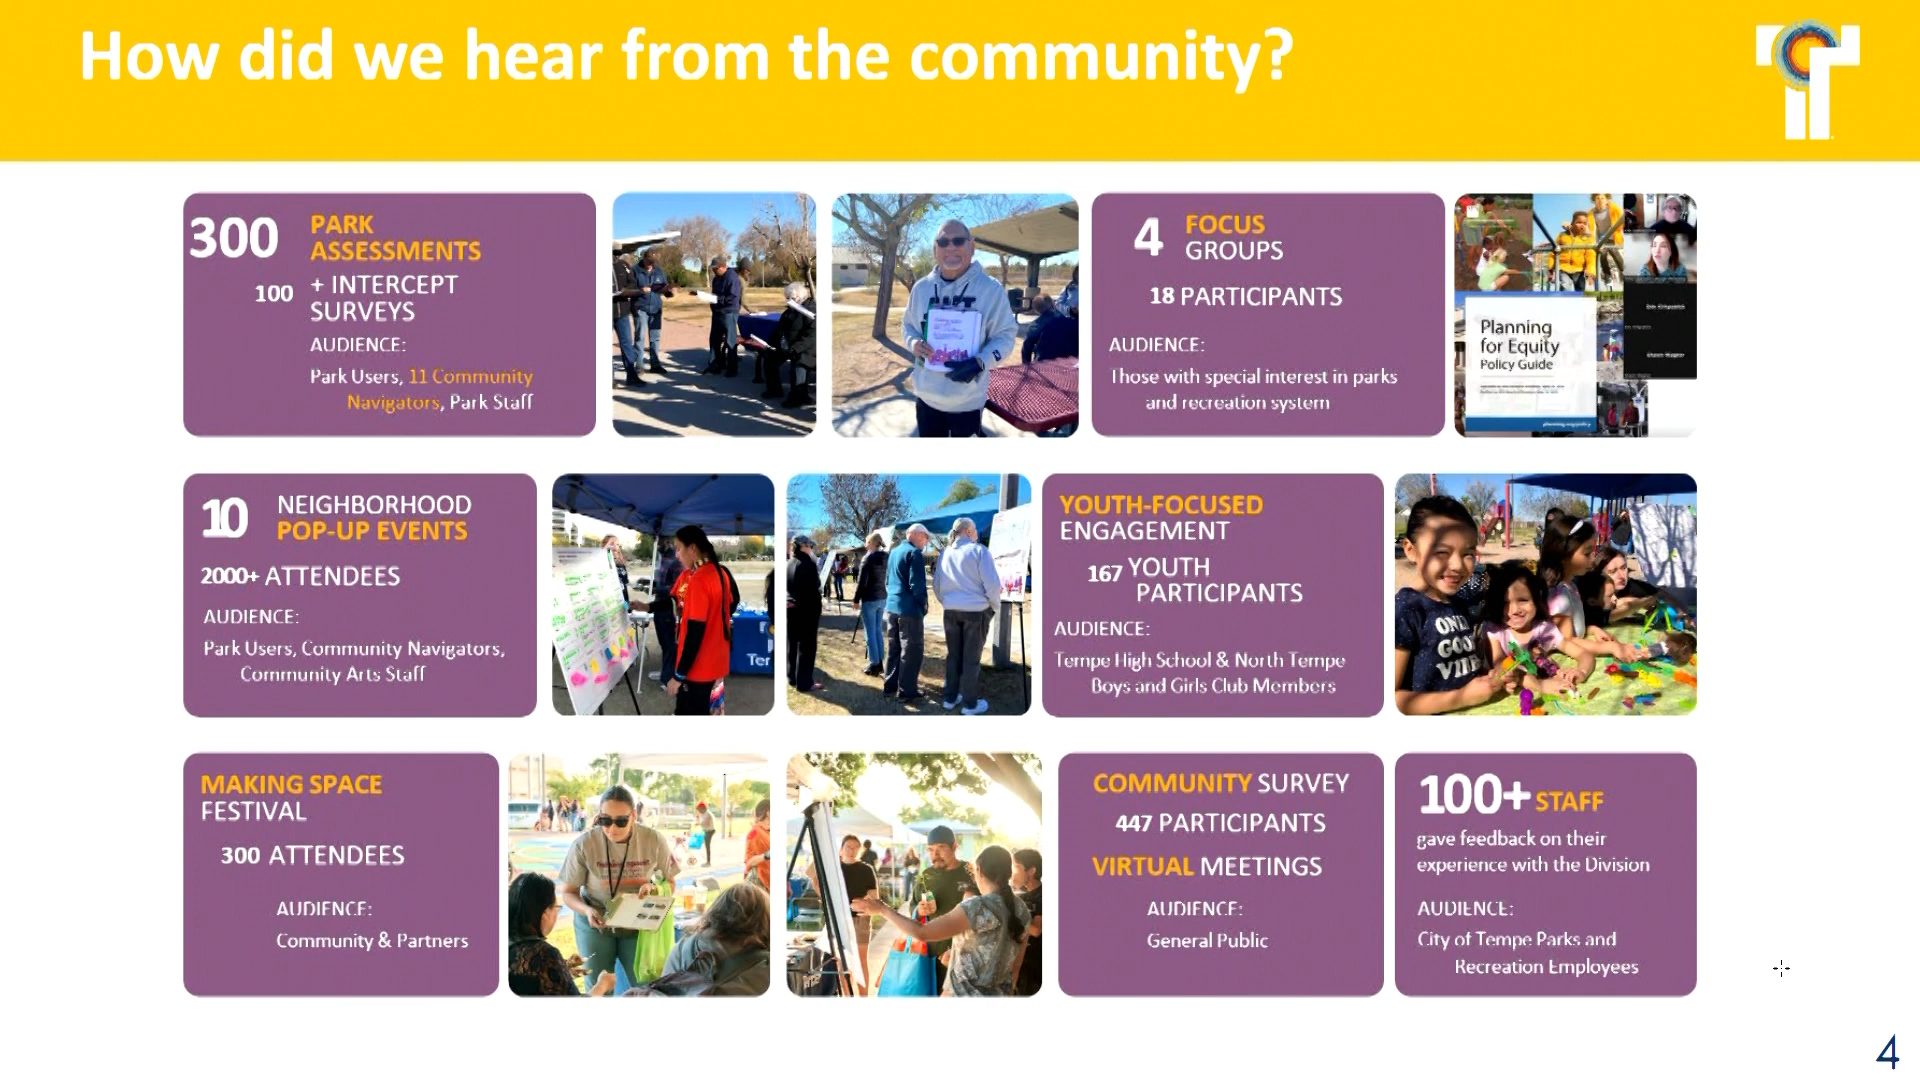 How did we hear from the community?
300 PARK
ASSESSMENTS
100 + INTERCEPT
SURVEYS
AUDIENCE:
Park Users, 11 Community
Navigators, Park Staff
4 FOCUS
GROUPS
18 PARTICIPANTS
AUDIENCE:
Those with special interest in parks
and recreation system
Planning
for Equity
Policy Guide
10 NEIGHBORHOOD
POP-UP EVENTS
2000+ ATTENDEES
AUDIENCE:
Park Users, Community Navigators,
Community Arts Staff
Ter
YOUTH-FOCUSED
ENGAGEMENT
167 YOUTH
PARTICIPANTS
AUDIENCE:
Tempe High School & North Tempe
Boys and Girls Club Members
ONL
GOO
VIB
MAKING SPACE
FESTIVAL
300 ATTENDEES
AUDIENCE:
Community & Partners
COMMUNITY SURVEY
447 PARTICIPANTS
VIRTUAL MEETINGS
AUDIENCE:
General Public
100+ STAFF
gave feedback on their
experience with the Division
AUDIENCE:
City of Tempe Parks and
Recreation Employees
4